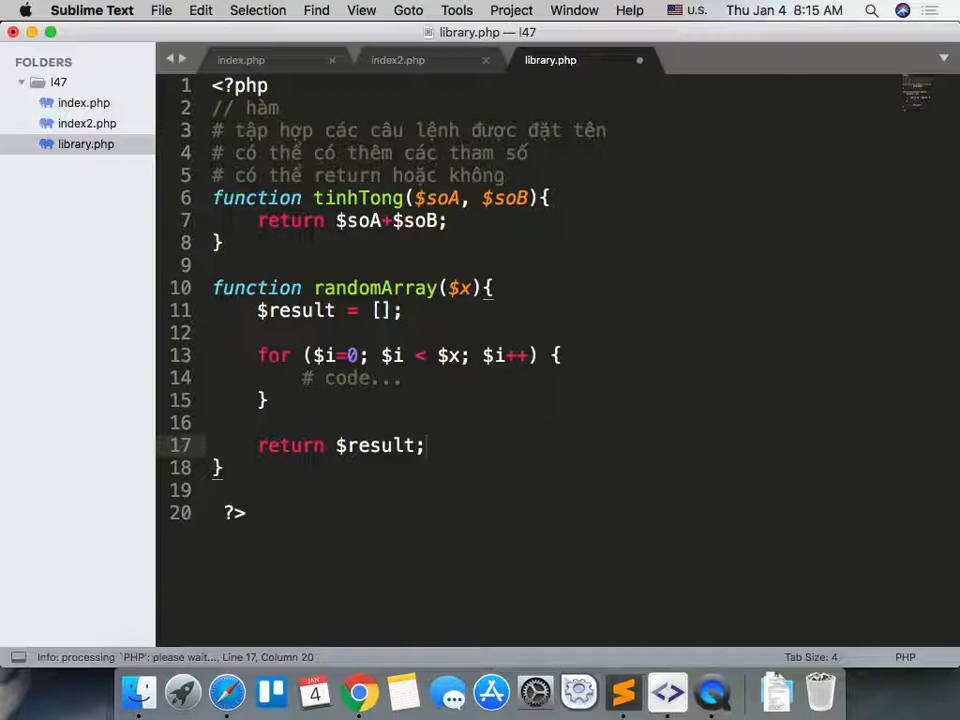 Sublime Text File Edit Selection Find View Goto Tools Project Window Help U.S. Thu Jan 4 8:15 AM
library.php — l47
FOLDERS
l47
index.php
index2.php
library.php
index.php index2.php library.php
1 <?php
2 // hàm
3 # tập hợp các câu lệnh được đặt tên
4 # có thể có thêm các tham số
5 # có thể return hoặc không
6 function tinhTong($soA, $soB){
7 return $soA+$soB;
8 }
9
10 function randomArray($x){
11 $result = [];
12
13 for ($i=0; $i < $x; $i++) {
14 # code...
15 }
16
17 return $result;
18 }
19
20 ?>
Info: processing `PHP': please wait..., Line 17, Column 20 Tab Size: 4 PHP
JAN
4